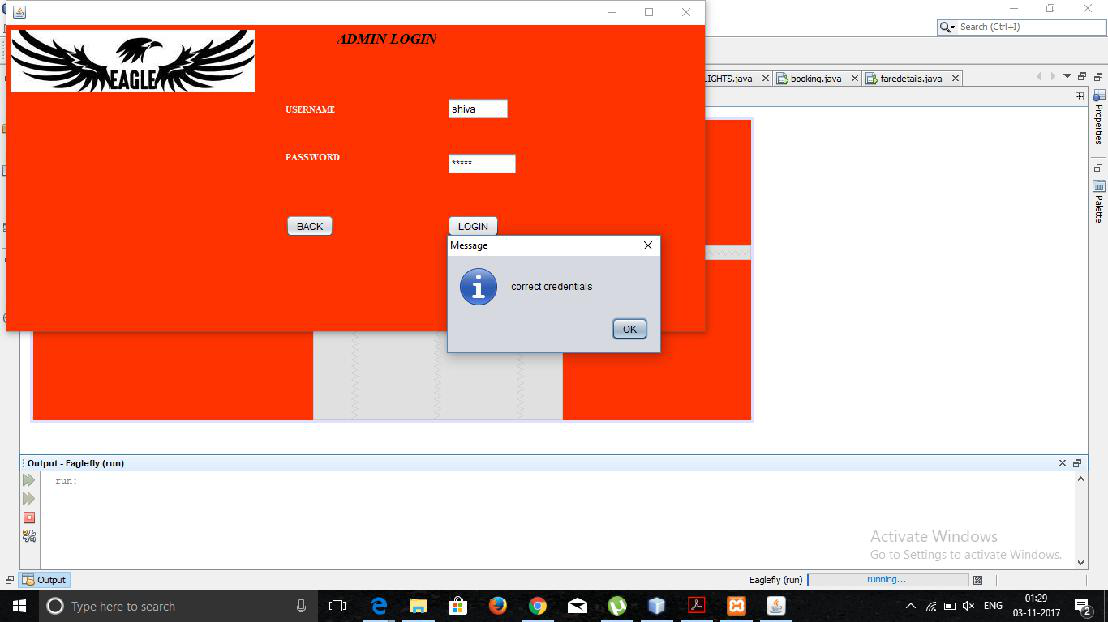 Search (Ctrl+I)
ADMIN LOGIN
EAGLE
LIGHTS.java
booking.java
faredetails.java
USERNAME
shiva
PASSWORD
*****
BACK
LOGIN
Message
correct credentials
OK
Properties
Palette
Output - Eaglefly (run)
run:
Activate Windows
Go to Settings to activate Windows.
Output
Eaglefly (run)
running...
Type here to search
ENG
01:29
03-11-2017
2